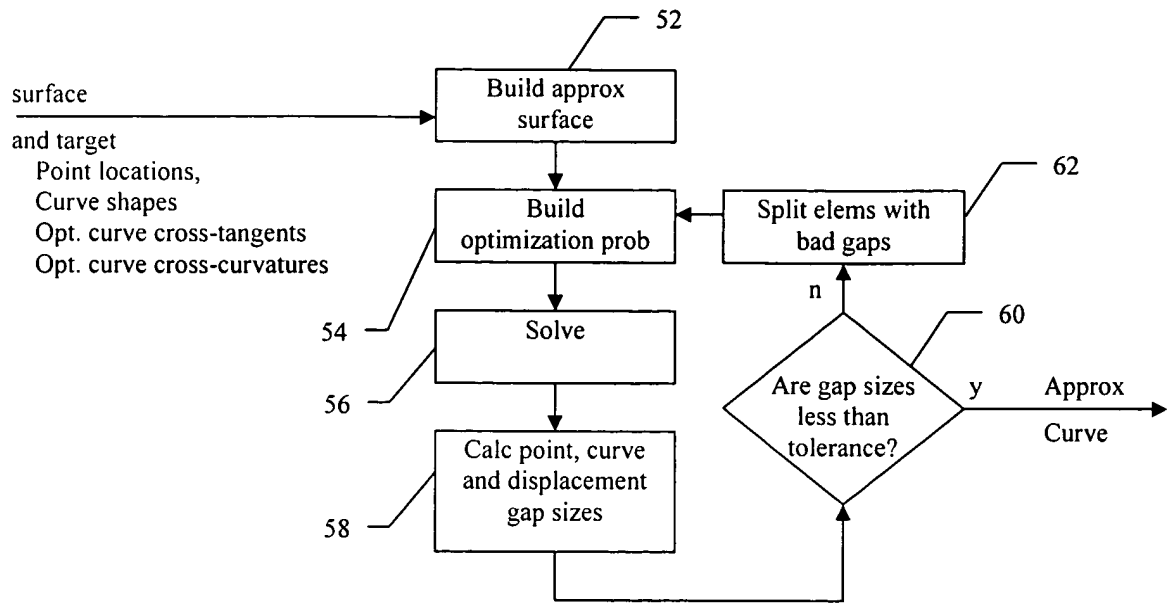 52
Build approx
surface
surface
and target
Point locations,
Curve shapes
Opt. curve cross-tangents
Opt. curve cross-curvatures
62
Build
optimization prob
Split elems with
bad gaps
54
n
60
Solve
56
Are gap sizes
less than
tolerance?
y
Approx
Curve
Calc point, curve
and displacement
gap sizes
58